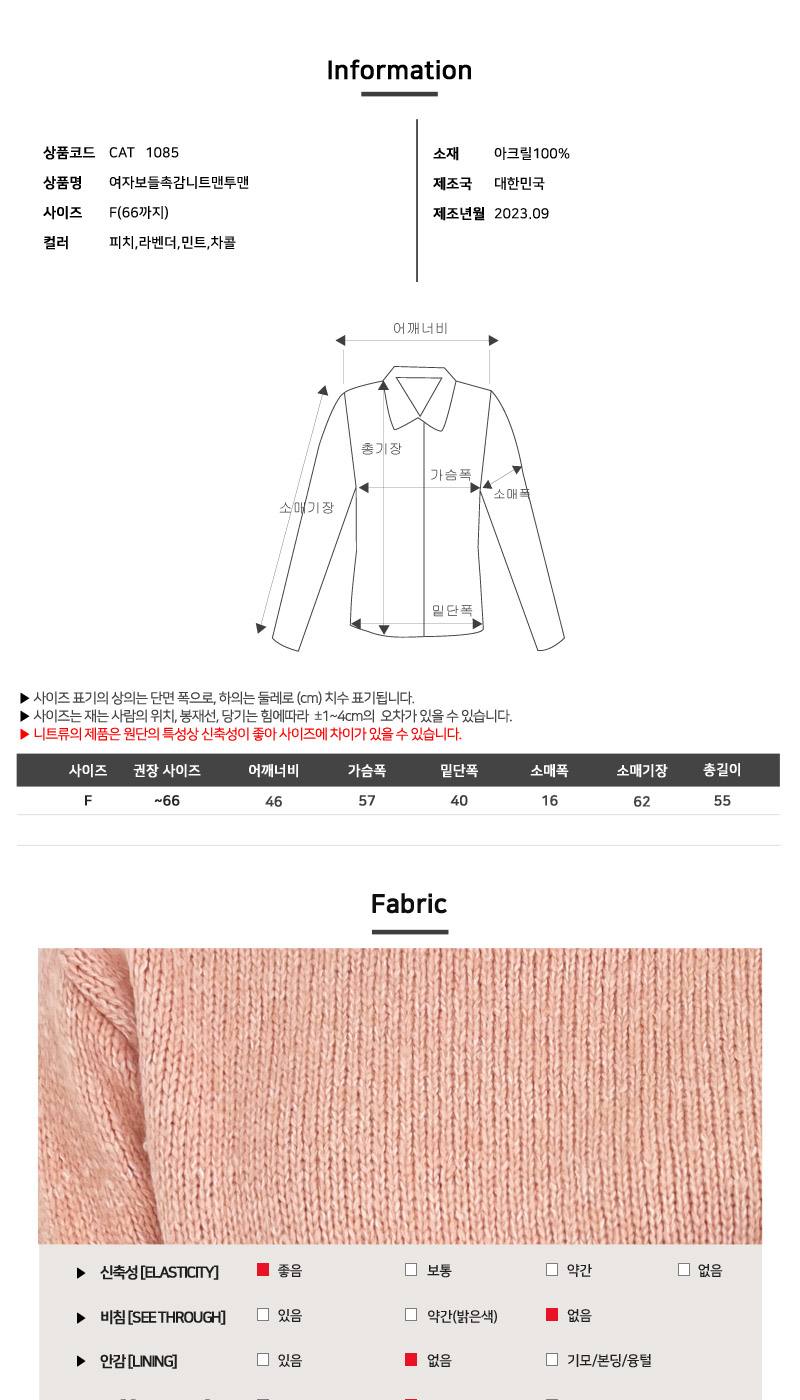 Information
상품코드 CAT 1085
상품명 여자보들촉감니트맨투맨
사이즈 F(66까지)
컬러 피치,라벤더,민트,차콜
소재 아크릴100%
제조국 대한민국
제조년월 2023.09
어깨너비
총기장
가슴폭
소매폭
소매기장
밑단폭
▶ 사이즈 표기의 상의는 단면 폭으로, 하의는 둘레로 (cm) 치수 표기됩니다.
▶ 사이즈는 재는 사람의 위치, 봉재선, 당기는 힘에따라 ±1~4cm의 오차가 있을 수 있습니다.
▶ 니트류의 제품은 원단의 특성상 신축성이 좋아 사이즈에 차이가 있을 수 있습니다.
사이즈 권장 사이즈 어깨너비 가슴폭 밑단폭 소매폭 소매기장 총길이
F ~66 46 57 40 16 62 55
Fabric
▶ 신축성 [ELASTICITY] 좋음 보통 약간 없음
▶ 비침 [SEE THROUGH] 있음 약간(밝은색) 없음
▶ 안감 [LINING] 있음 없음 기모/본딩/융털